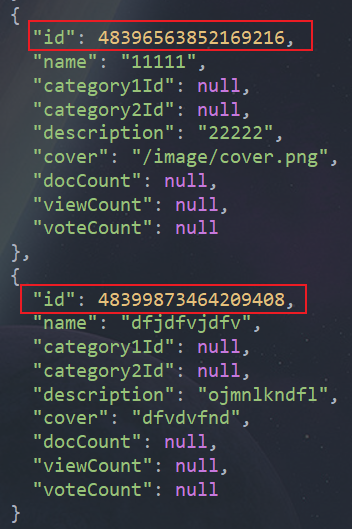 {
"id": 48396563852169216,
"name": "11111",
"category1Id": null,
"category2Id": null,
"description": "22222",
"cover": "/image/cover.png",
"docCount": null,
"viewCount": null,
"voteCount": null
},
{
"id": 48399873464209408,
"name": "dfjdfvjdfv",
"category1Id": null,
"category2Id": null,
"description": "ojmnlkndfl",
"cover": "dfvdvfnd",
"docCount": null,
"viewCount": null,
"voteCount": null
}